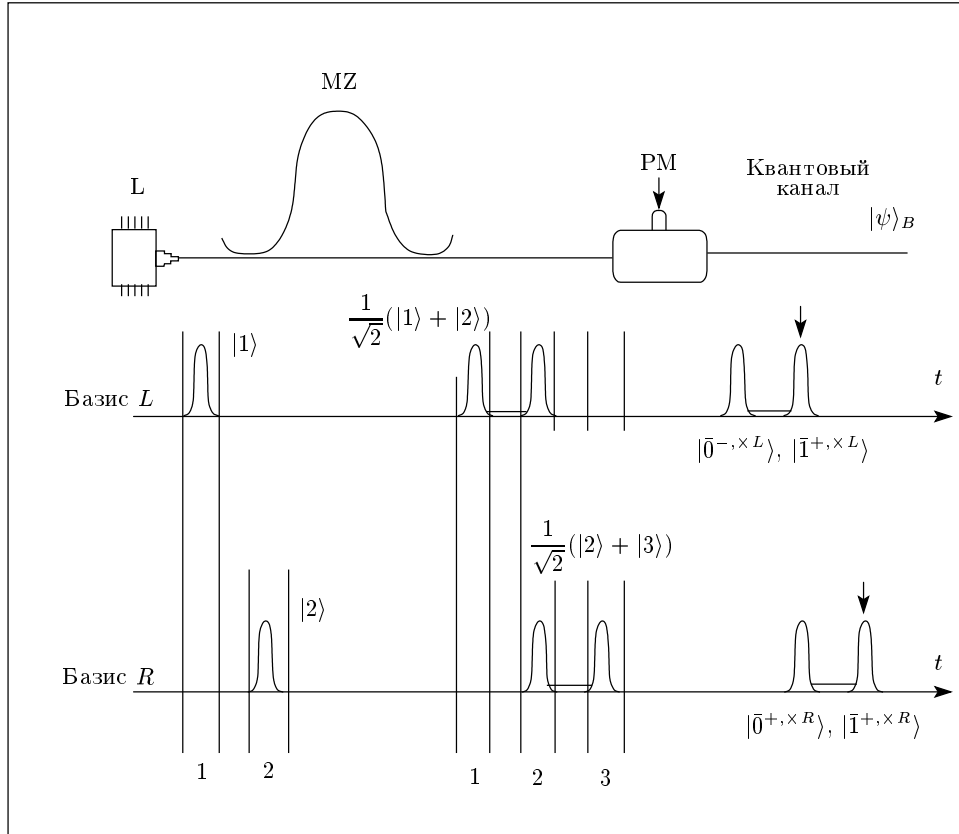 MZ
L
PM
Квантовый
канал
|ψ⟩_B
1/√2(|1⟩ + |2⟩)
|1⟩
Базис L
t
|0̄^{−,×L}⟩, |1̄^{+,×L}⟩
1/√2(|2⟩ + |3⟩)
|2⟩
Базис R
t
|0̄^{+,×R}⟩, |1̄^{+,×R}⟩
1 2 1 2 3